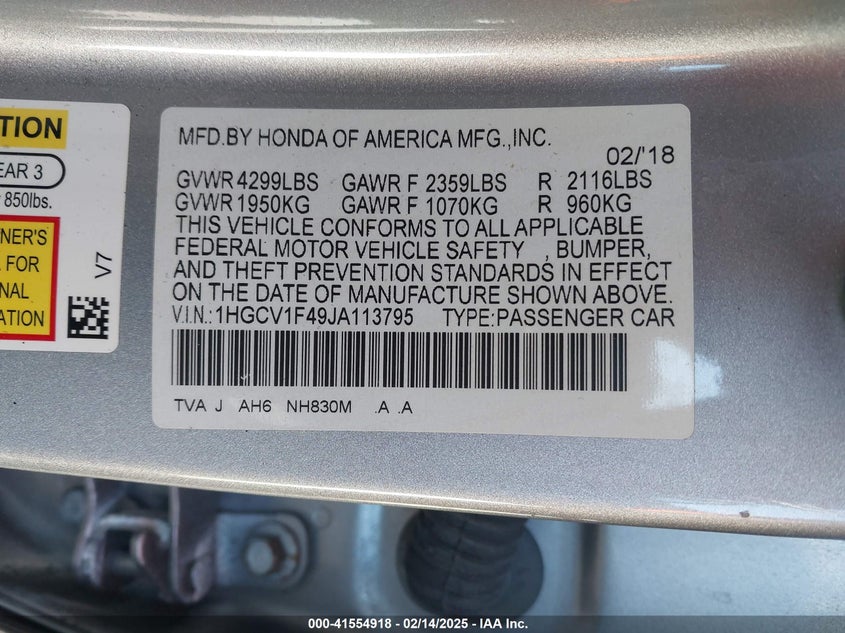 TION
EAR 3
850lbs.
NER'S
FOR
NAL
ATION
V7
MFD.BY HONDA OF AMERICA MFG.,INC.
02/'18
GVWR 4299LBS GAWR F 2359LBS R 2116LBS
GVWR 1950KG GAWR F 1070KG R 960KG
THIS VEHICLE CONFORMS TO ALL APPLICABLE
FEDERAL MOTOR VEHICLE SAFETY , BUMPER,
AND THEFT PREVENTION STANDARDS IN EFFECT
ON THE DATE OF MANUFACTURE SHOWN ABOVE.
V.I.N.:1HGCV1F49JA113795 TYPE:PASSENGER CAR
TVA J AH6 NH830M .A .A
000-41554918 - 02/14/2025 - IAA Inc.